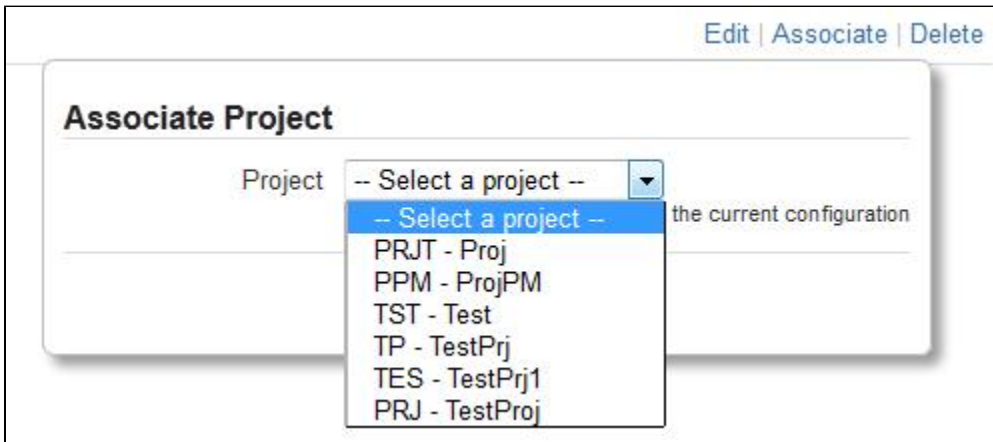 Edit | Associate | Delete
Associate Project
Project -- Select a project --
-- Select a project --
the current configuration
PRJT - Proj
PPM - ProjPM
TST - Test
TP - TestPrj
TES - TestPrj1
PRJ - TestProj